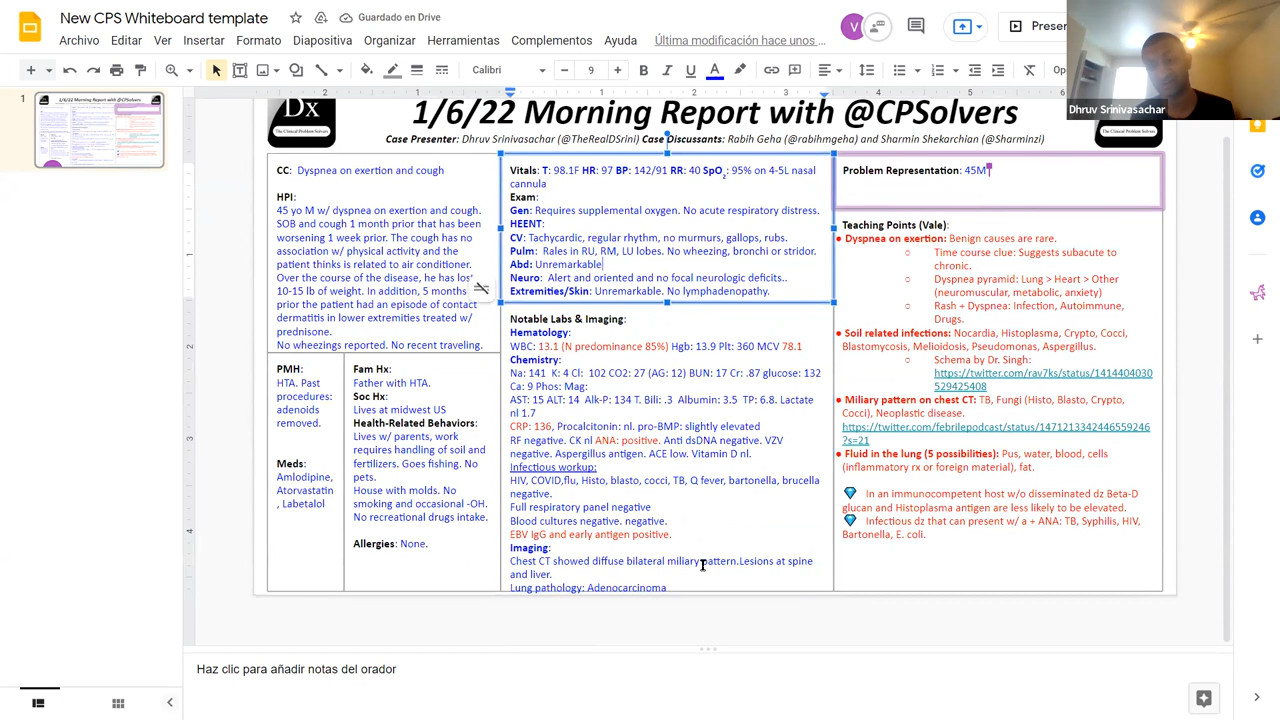 New CPS Whiteboard template
Guardado en Drive
Archivo Editar Ver Insertar Formato Diapositiva Organizar Herramientas Complementos Ayuda Última modificación hace unos ...
V
Presen
Calibri
9
Dhruv Srinivasachar
1
Dx
The Clinical Problem Solvers
1/6/22 Morning Report with @CPSolvers
Case Presenter: Dhruv Srinivasachar (@TheRealDSrini) Case Discussants: Rabih Geha (@rabihmgeha) and Sharmin Shekarchian (@Sharminzi)
CC: Dyspnea on exertion and cough
HPI:
45 yo M w/ dyspnea on exertion and cough.
SOB and cough 1 month prior that has been
worsening 1 week prior. The cough has no
association w/ physical activity and the
patient thinks is related to air conditioner.
Over the course of the disease, he has lost
10-15 lb of weight. In addition, 5 months
prior the patient had an episode of contact
dermatitis in lower extremities treated w/
prednisone.
No wheezings reported. No recent traveling.
PMH:
HTA. Past
procedures:
adenoids
removed.
Meds:
Amlodipine,
Atorvastatin
, Labetalol
Fam Hx:
Father with HTA.
Soc Hx:
Lives at midwest US
Health-Related Behaviors:
Lives w/ parents, work
requires handling of soil and
fertilizers. Goes fishing. No
pets.
House with molds. No
smoking and occasional -OH.
No recreational drugs intake.
Allergies: None.
Vitals: T: 98.1F HR: 97 BP: 142/91 RR: 40 SpO2: 95% on 4-5L nasal
cannula
Exam:
Gen: Requires supplemental oxygen. No acute respiratory distress.
HEENT:
CV: Tachycardic, regular rhythm, no murmurs, gallops, rubs.
Pulm: Rales in RU, RM, LU lobes. No wheezing, bronchi or stridor.
Abd: Unremarkable
Neuro: Alert and oriented and no focal neurologic deficits..
Extremities/Skin: Unremarkable. No lymphadenopathy.
Notable Labs & Imaging:
Hematology:
WBC: 13.1 (N predominance 85%) Hgb: 13.9 Plt: 360 MCV 78.1
Chemistry:
Na: 141 K: 4 Cl: 102 CO2: 27 (AG: 12) BUN: 17 Cr: .87 glucose: 132
Ca: 9 Phos: Mag:
AST: 15 ALT: 14 Alk-P: 134 T. Bili: .3 Albumin: 3.5 TP: 6.8. Lactate
nl 1.7
CRP: 136, Procalcitonin: nl. pro-BMP: slightly elevated
RF negative. CK nl ANA: positive. Anti dsDNA negative. VZV
negative. Aspergillus antigen. ACE low. Vitamin D nl.
Infectious workup:
HIV, COVID,flu, Histo, blasto, cocci, TB, Q fever, bartonella, brucella
negative.
Full respiratory panel negative
Blood cultures negative. negative.
EBV IgG and early antigen positive.
Imaging:
Chest CT showed diffuse bilateral miliary pattern.Lesions at spine
and liver.
Lung pathology: Adenocarcinoma
Problem Representation: 45M
Teaching Points (Vale):
● Dyspnea on exertion: Benign causes are rare.
○ Time course clue: Suggests subacute to
chronic.
○ Dyspnea pyramid: Lung > Heart > Other
(neuromuscular, metabolic, anxiety)
○ Rash + Dyspnea: Infection, Autoimmune,
Drugs.
● Soil related infections: Nocardia, Histoplasma, Crypto, Cocci,
Blastomycosis, Melioidosis, Pseudomonas, Aspergillus.
○ Schema by Dr. Singh:
https://twitter.com/rav7ks/status/1414404030
529425408
● Miliary pattern on chest CT: TB, Fungi (Histo, Blasto, Crypto,
Cocci), Neoplastic disease.
https://twitter.com/febrilepodcast/status/1471213342446559246
?s=21
● Fluid in the lung (5 possibilities): Pus, water, blood, cells
(inflammatory rx or foreign material), fat.
In an immunocompetent host w/o disseminated dz Beta-D
glucan and Histoplasma antigen are less likely to be elevated.
Infectious dz that can present w/ a + ANA: TB, Syphilis, HIV,
Bartonella, E. coli.
The Clinical Problem Solvers
Haz clic para añadir notas del orador